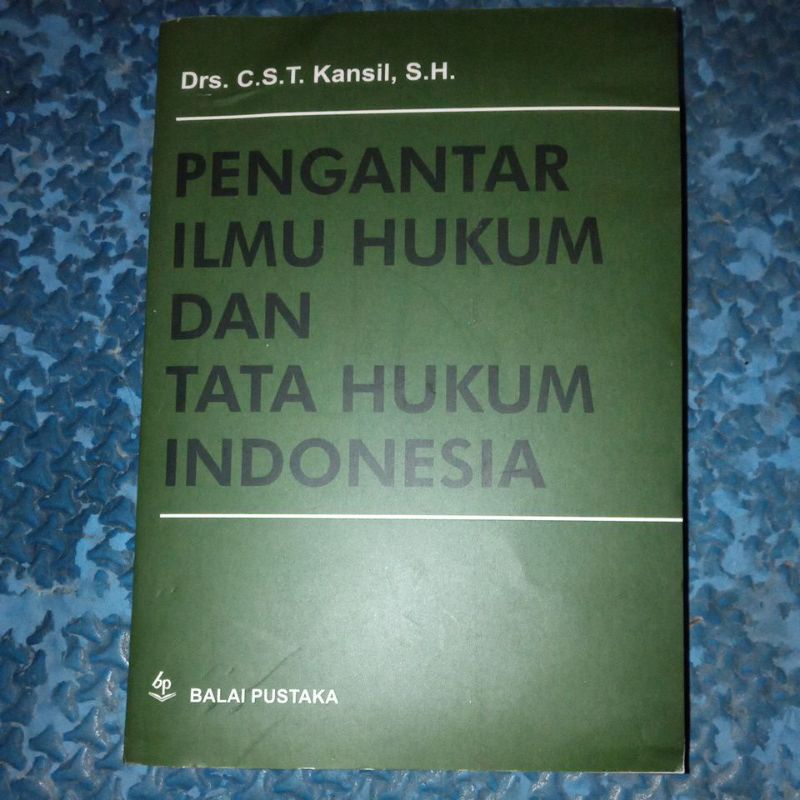 Drs. C.S.T. Kansil, S.H.
PENGANTAR
ILMU HUKUM
DAN
TATA HUKUM
INDONESIA
bp
BALAI PUSTAKA